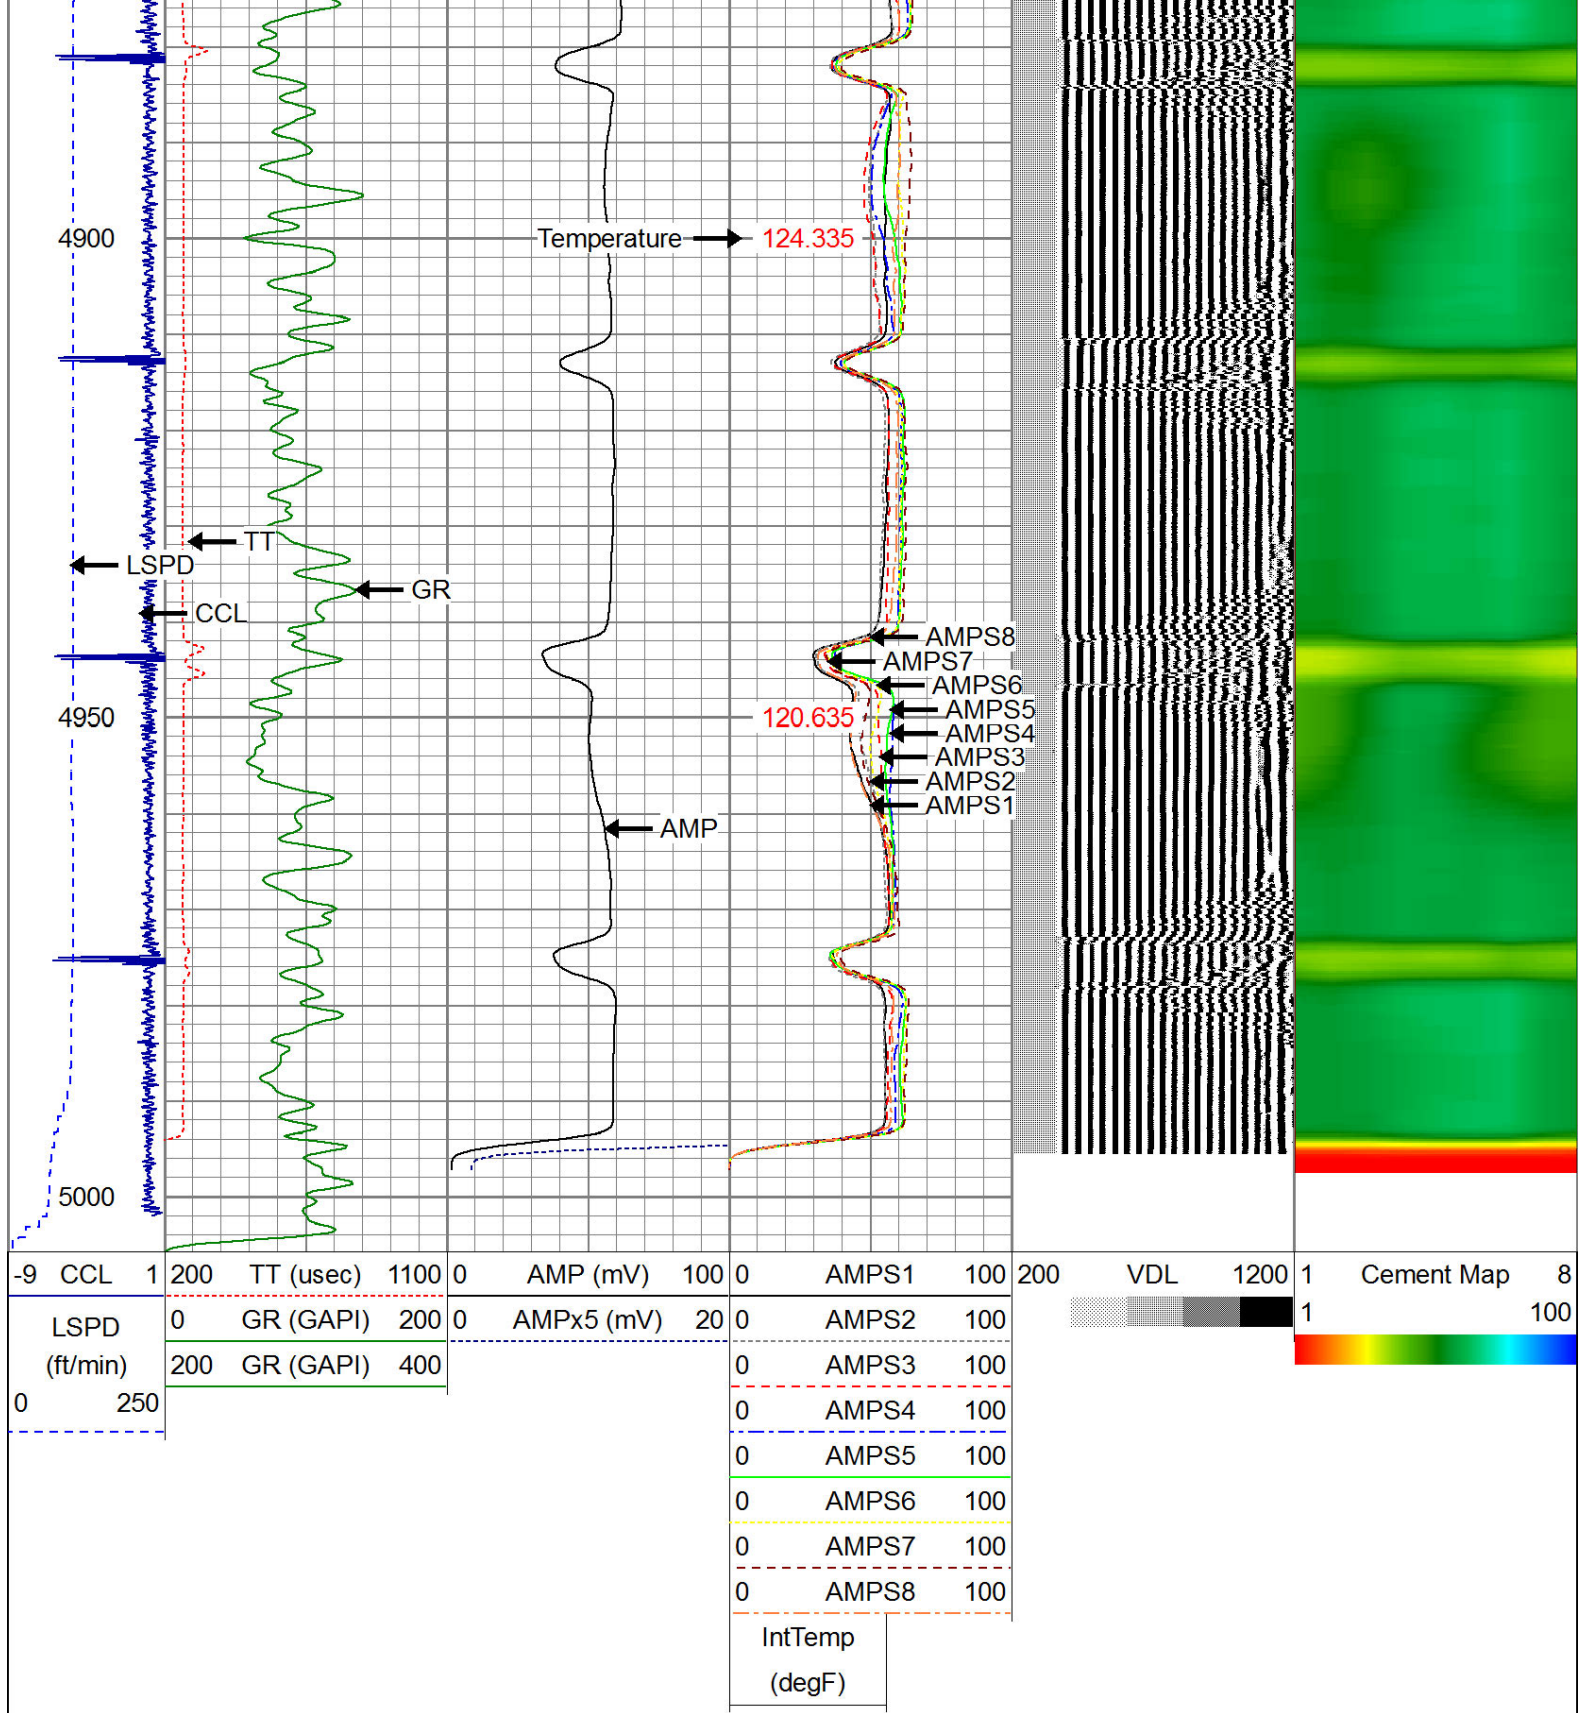 4900
Temperature
124.335
TT
LSPD
GR
CCL
AMPS8
AMPS7
AMPS6
4950
120.635
AMPS5
AMPS4
AMPS3
AMPS2
AMPS1
AMP
5000
-9 CCL 1 200 TT (usec) 1100 0 AMP (mV) 100 0 AMPS1 100 200 VDL 1200 1 Cement Map 8
LSPD 0 GR (GAPI) 200 0 AMPx5 (mV) 20 0 AMPS2 100 1 100
(ft/min) 200 GR (GAPI) 400 0 AMPS3 100
0 250 0 AMPS4 100
0 AMPS5 100
0 AMPS6 100
0 AMPS7 100
0 AMPS8 100
IntTemp
(degF)